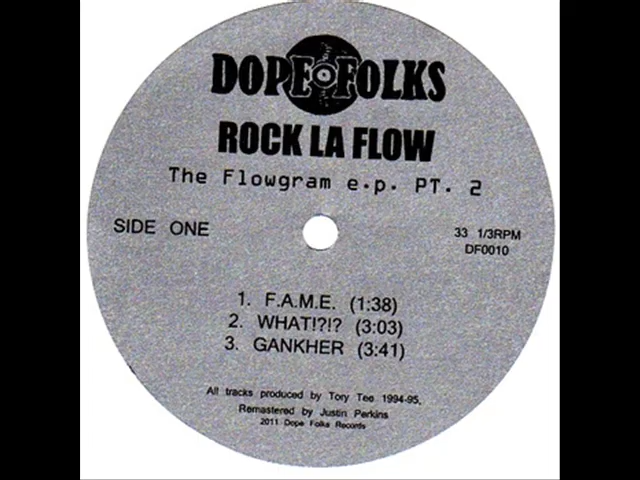 DOPE FOLKS
ROCK LA FLOW
The Flowgram e.p. PT. 2
SIDE ONE
33 1/3RPM
DF0010
1. F.A.M.E. (1:38)
2. WHAT!?!? (3:03)
3. GANKHER (3:41)
All tracks produced by Tory Tee 1994-95,
Remastered by Justin Perkins
2011 Dope Folks Records